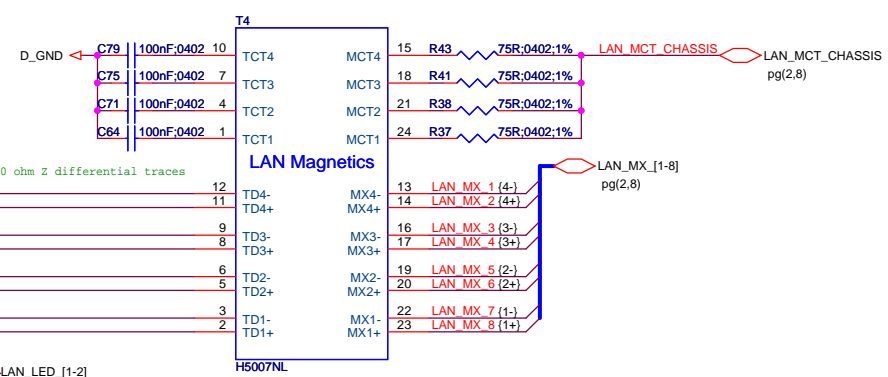 T4
D_GND C79 100nF;0402 10 TCT4 MCT4 15 R43 75R;0402;1% LAN_MCT_CHASSIS LAN_MCT_CHASSIS
pg(2,8)
C75 100nF;0402 7 TCT3 MCT3 18 R41 75R;0402;1%
C71 100nF;0402 4 TCT2 MCT2 21 R38 75R;0402;1%
C64 100nF;0402 1 TCT1 MCT1 24 R37 75R;0402;1%
LAN Magnetics
0 ohm Z differential traces
LAN_MX_[1-8]
pg(2,8)
12 TD4- MX4- 13 LAN_MX_1 {4-}
11 TD4+ MX4+ 14 LAN_MX_2 {4+}
9 TD3- MX3- 16 LAN_MX_3 {3-}
8 TD3+ MX3+ 17 LAN_MX_4 {3+}
6 TD2- MX2- 19 LAN_MX_5 {2-}
5 TD2+ MX2+ 20 LAN_MX_6 {2+}
3 TD1- MX1- 22 LAN_MX_7 {1-}
2 TD1+ MX1+ 23 LAN_MX_8 {1+}
H5007NL
LAN_LED_[1-2]